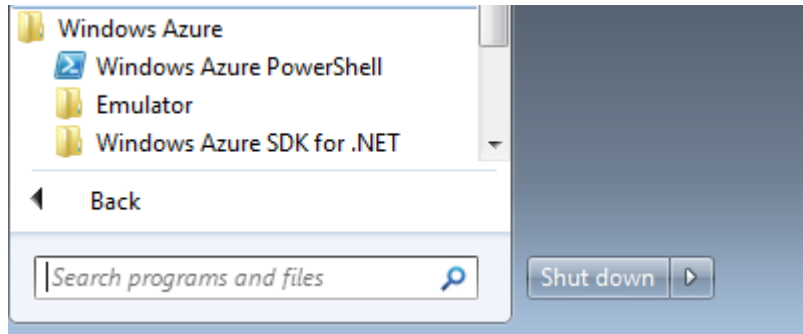 Windows Azure
Windows Azure PowerShell
Emulator
Windows Azure SDK for .NET
Back
Search programs and files
Shut down